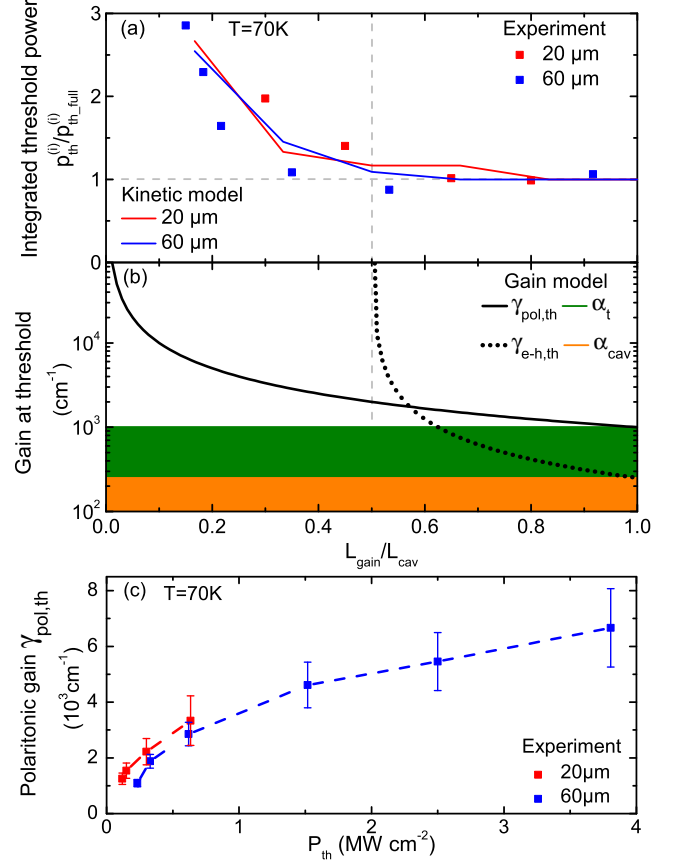 (a)
T=70K
Experiment
20 µm
60 µm
Kinetic model
20 µm
60 µm
3
2
1
0
Integrated threshold power
p_th^(i)/p_th_full^(i)
(b)
Gain model
γ_pol,th
α_t
γ_e-h,th
α_cav
0
10^4
10^3
10^2
Gain at threshold
(cm^-1)
0.0 0.2 0.4 0.6 0.8 1.0
L_gain/L_cav
(c)
T=70K
8
6
4
2
0
Polaritonic gain γ_pol,th
(10^3cm^-1)
Experiment
20µm
60µm
0 1 2 3 4
P_th (MW cm^-2)